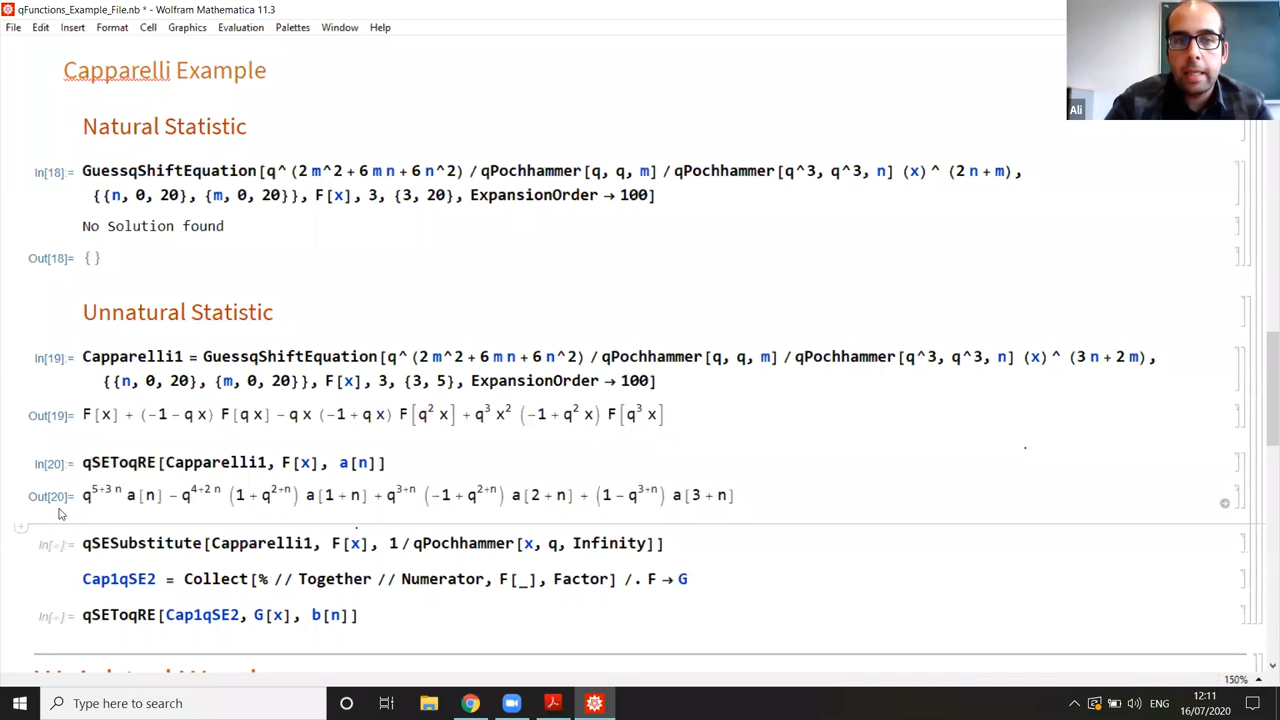 qFunctions_Example_File.nb * - Wolfram Mathematica 11.3
File Edit Insert Format Cell Graphics Evaluation Palettes Window Help
Ali
Capparelli Example
Natural Statistic
In[18]:= GuessqShiftEquation[q^(2 m^2 + 6 m n + 6 n^2) / qPochhammer[q, q, m] / qPochhammer[q^3, q^3, n] (x)^(2 n + m),
{{n, 0, 20}, {m, 0, 20}}, F[x], 3, {3, 20}, ExpansionOrder → 100]
No Solution found
Out[18]= {}
Unnatural Statistic
In[19]:= Capparelli1 = GuessqShiftEquation[q^(2 m^2 + 6 m n + 6 n^2) / qPochhammer[q, q, m] / qPochhammer[q^3, q^3, n] (x)^(3 n + 2 m),
{{n, 0, 20}, {m, 0, 20}}, F[x], 3, {3, 5}, ExpansionOrder → 100]
Out[19]= F[x] + (-1 - q x) F[q x] - q x (-1 + q x) F[q² x] + q³ x² (-1 + q² x) F[q³ x]
In[20]:= qSEToqRE[Capparelli1, F[x], a[n]]
Out[20]= q^(5+3 n) a[n] - q^(4+2 n) (1 + q^(2+n)) a[1 + n] + q^(3+n) (-1 + q^(2+n)) a[2 + n] + (1 - q^(3+n)) a[3 + n]
In[∘]:= qSESubstitute[Capparelli1, F[x], 1 / qPochhammer[x, q, Infinity]]
Cap1qSE2 = Collect[% // Together // Numerator, F[_], Factor] /. F → G
In[∘]:= qSEToqRE[Cap1qSE2, G[x], b[n]]
150%
Type here to search
ENG
12:11
16/07/2020